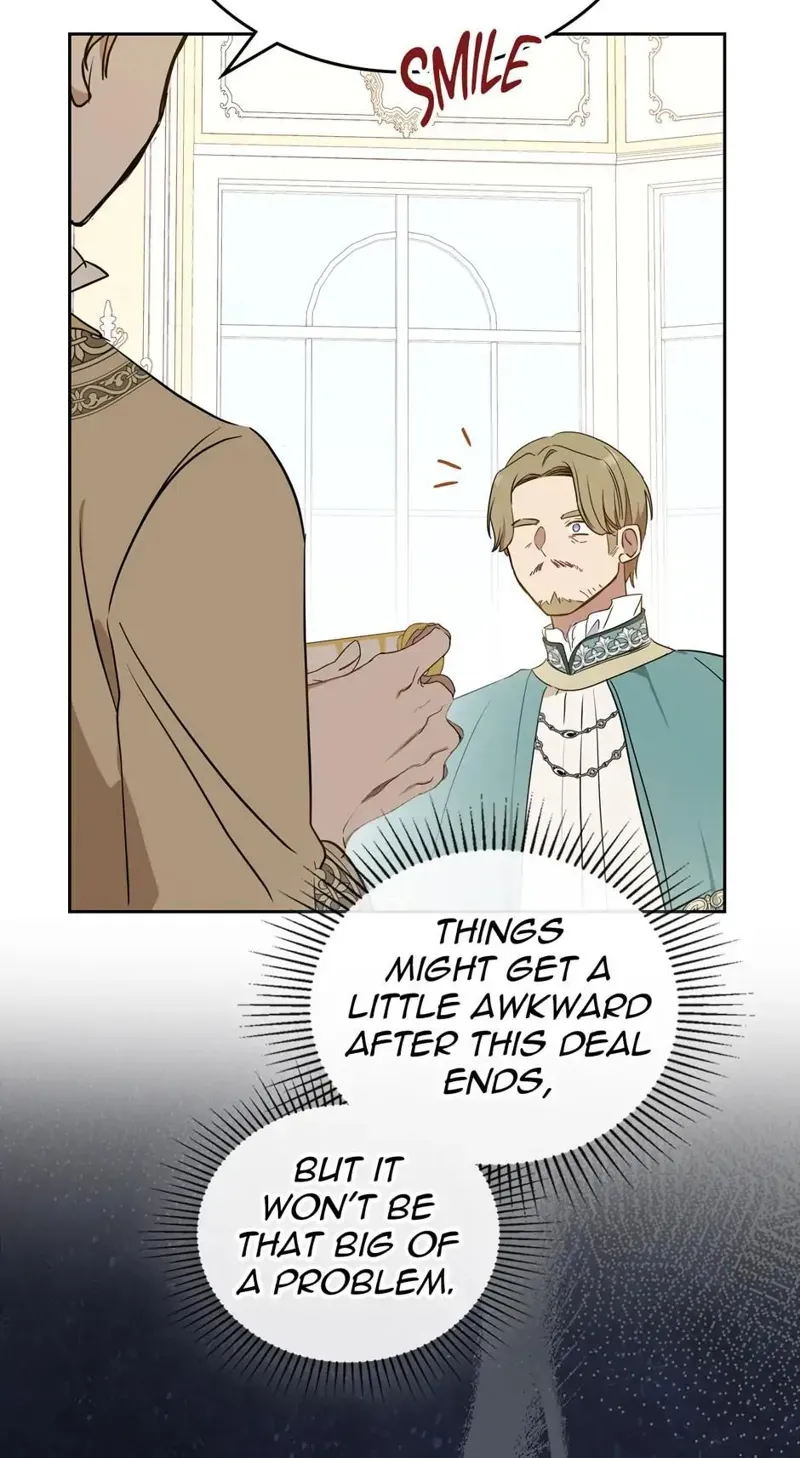 SMILE
THINGS
MIGHT GET A
LITTLE AWKWARD
AFTER THIS DEAL
ENDS,
BUT IT
WON'T BE
THAT BIG OF
A PROBLEM.